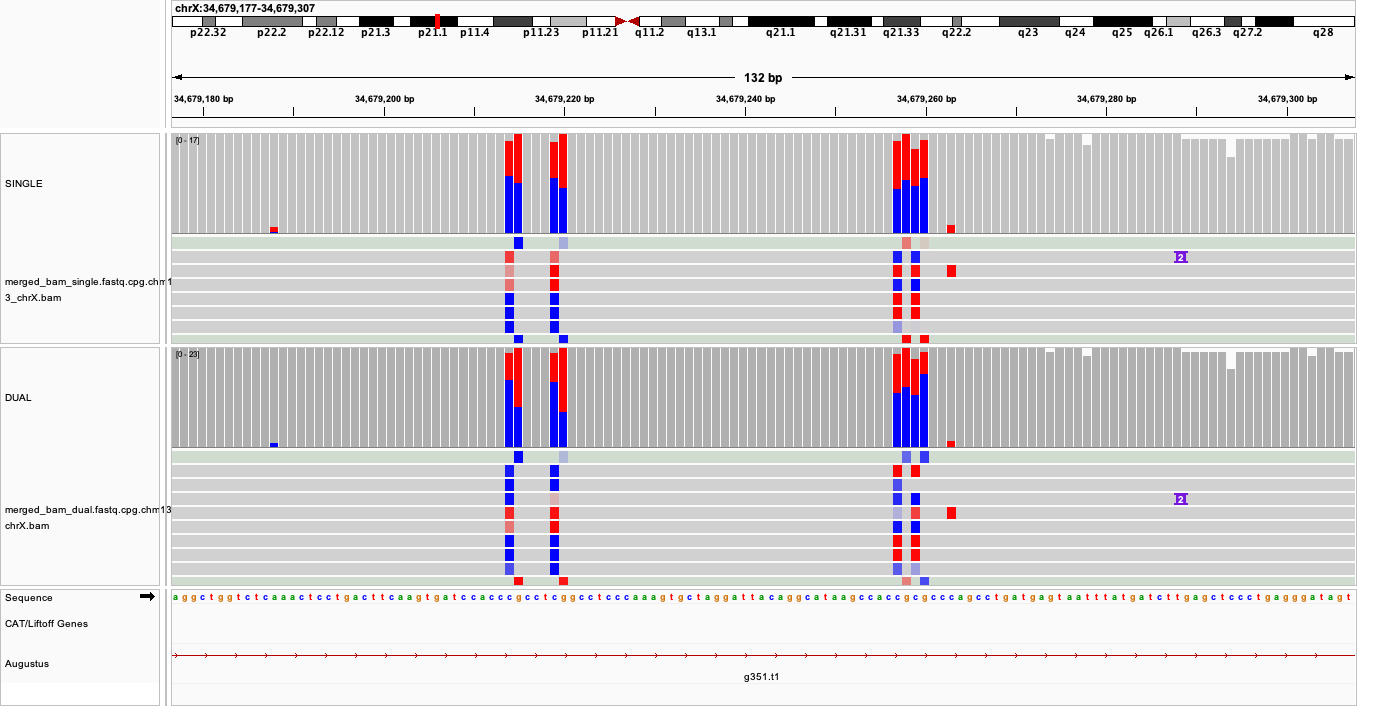 chrX:34,679,177-34,679,307
p22.32 p22.2 p22.12 p21.3 p21.1 p11.4 p11.23 p11.21 q11.2 q13.1 q21.1 q21.31 q21.33 q22.2 q23 q24 q25 q26.1 q26.3 q27.2 q28
132 bp
34,679,180 bp 34,679,200 bp 34,679,220 bp 34,679,240 bp 34,679,260 bp 34,679,280 bp 34,679,300 bp
[0 - 17]
SINGLE
2
merged_bam_single.fastq.cpg.chm1
3_chrX.bam
[0 - 23]
DUAL
2
merged_bam_dual.fastq.cpg.chm13
chrX.bam
Sequence a g g c t g g t c t c a a a c t c c t g a c t t c a a g t g a t c c a c c c g c c t c g g c c t c c c a a a g t g c t a g g a t t a c a g g c a t a a g c c a c c g c g c c c a g c c t g a t g a g t a a t t t a t g a t c t t g a g c t c c c t g a g g g a t a g t
CAT/Liftoff Genes
Augustus
g351.t1